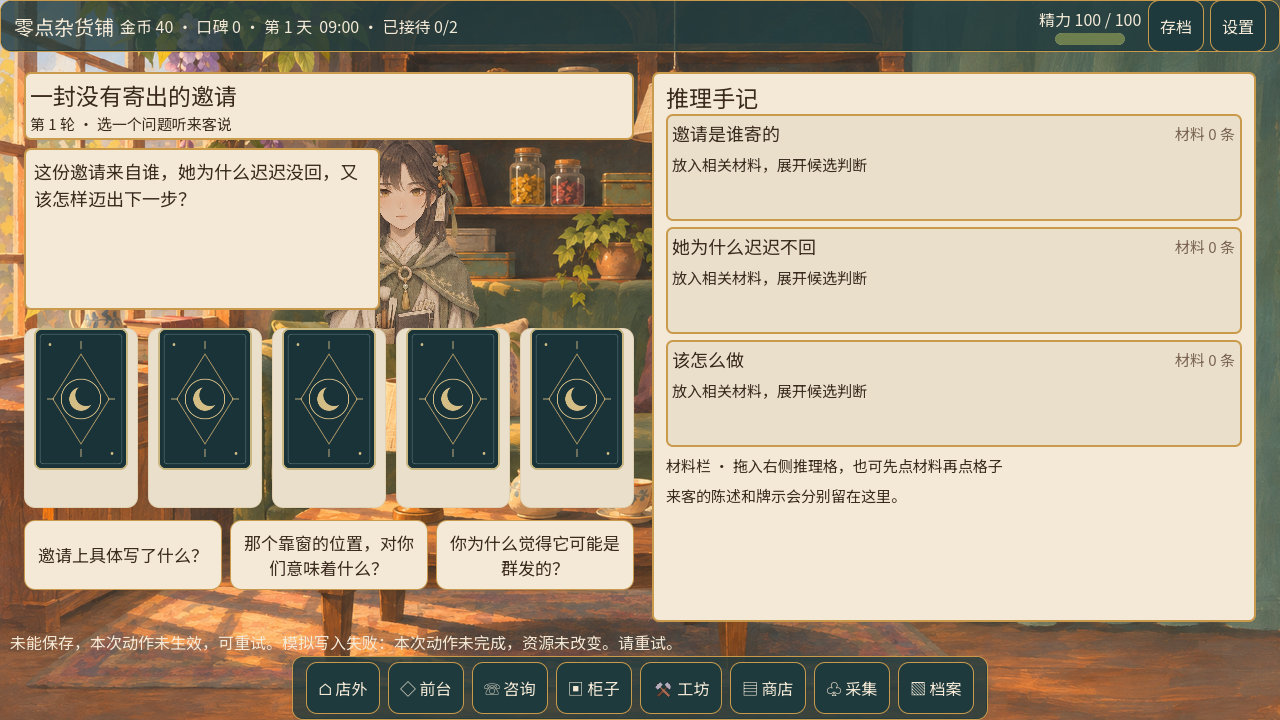 零点杂货铺 金币 40 · 口碑 0 · 第 1 天 09:00 · 已接待 0/2
精力 100 / 100
存档
设置
一封没有寄出的邀请
第 1 轮 · 选一个问题听来客说
这份邀请来自谁，她为什么迟迟没回，又
该怎样迈出下一步？
邀请上具体写了什么？
那个靠窗的位置，对你
们意味着什么？
你为什么觉得它可能是
群发的？
推理手记
邀请是谁寄的
材料 0 条
放入相关材料，展开候选判断
她为什么迟迟不回
材料 0 条
放入相关材料，展开候选判断
该怎么做
材料 0 条
放入相关材料，展开候选判断
材料栏 · 拖入右侧推理格，也可先点材料再点格子
来客的陈述和牌示会分别留在这里。
未能保存，本次动作未生效，可重试。模拟写入失败：本次动作未完成，资源未改变。请重试。
店外
前台
咨询
柜子
工坊
商店
采集
档案